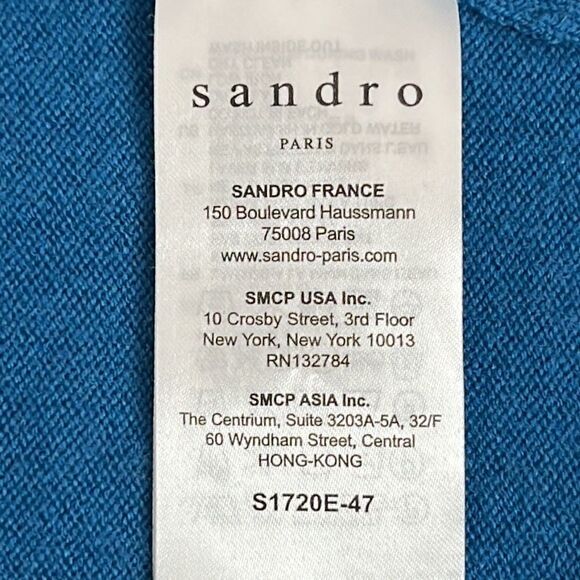 sandro
PARIS
SANDRO FRANCE
150 Boulevard Haussmann
75008 Paris
www.sandro-paris.com
SMCP USA Inc.
10 Crosby Street, 3rd Floor
New York, New York 10013
RN132784
SMCP ASIA Inc.
The Centrium, Suite 3203A-5A, 32/F
60 Wyndham Street, Central
HONG-KONG
S1720E-47